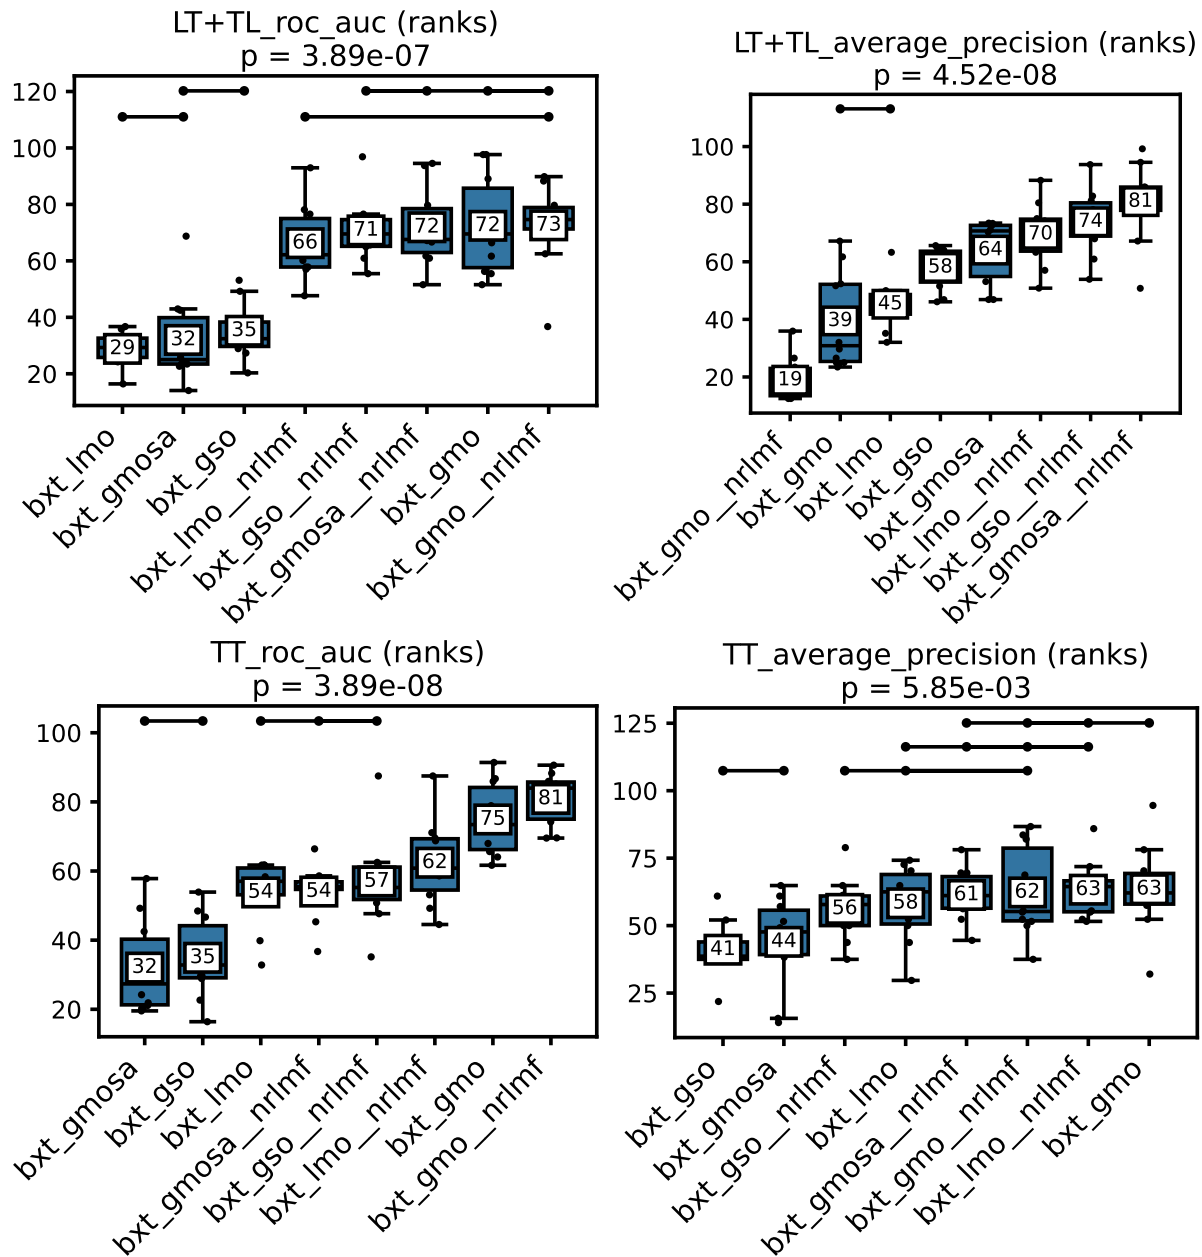 LT+TL_roc_auc (ranks)
p = 3.89e-07
120
100
80
60
40
20
29
32
35
66
71
72
72
73
bxt_lmo
bxt_gmosa
bxt_gso
bxt_lmo__nrlmf
bxt_gso__nrlmf
bxt_gmosa__nrlmf
bxt_gmo
bxt_gmo__nrlmf
LT+TL_average_precision (ranks)
p = 4.52e-08
100
80
60
40
20
19
39
45
58
64
70
74
81
bxt_gmo__nrlmf
bxt_gmo
bxt_lmo
bxt_gso
bxt_gmosa
bxt_lmo__nrlmf
bxt_gso__nrlmf
bxt_gmosa__nrlmf
TT_roc_auc (ranks)
p = 3.89e-08
100
80
60
40
20
32
35
54
54
57
62
75
81
bxt_gmosa
bxt_gso
bxt_lmo
bxt_gmosa__nrlmf
bxt_gso__nrlmf
bxt_lmo__nrlmf
bxt_gmo
bxt_gmo__nrlmf
TT_average_precision (ranks)
p = 5.85e-03
125
100
75
50
25
41
44
56
58
61
62
63
63
bxt_gso
bxt_gmosa
bxt_gso__nrlmf
bxt_lmo
bxt_gmosa__nrlmf
bxt_gmo__nrlmf
bxt_lmo__nrlmf
bxt_gmo